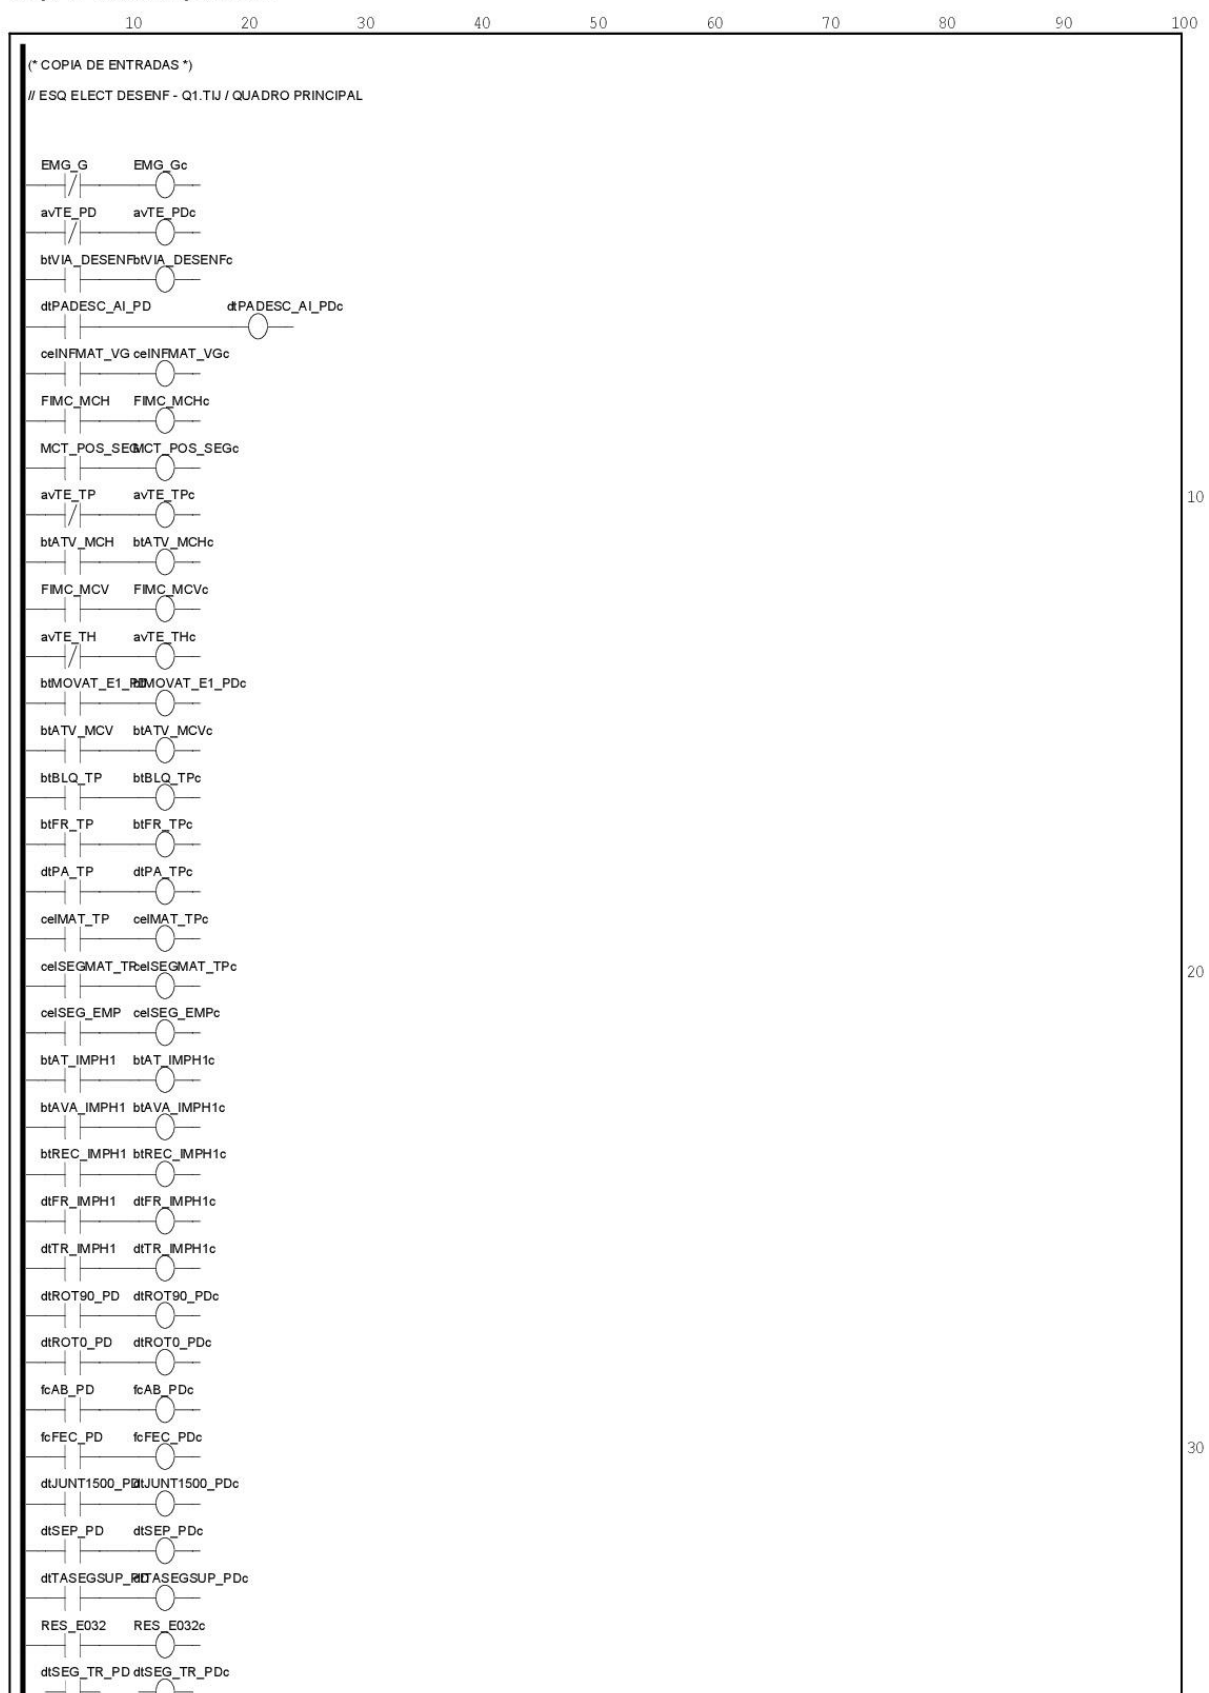 10 20 30 40 50 60 70 80 90 100
(* COPIA DE ENTRADAS *)
// ESQ ELECT DESENF - Q1.TIJ / QUADRO PRINCIPAL
EMG_G EMG_Gc
avTE_PD avTE_PDc
btVIA_DESENF btVIA_DESENFc
dtPADESC_AI_PD dtPADESC_AI_PDc
celNFMAT_VG celNFMAT_VGc
FIMC_MCH FIMC_MCHc
MCT_POS_SEG MCT_POS_SEGc
avTE_TP avTE_TPc
10
btATV_MCH btATV_MCHc
FIMC_MCV FIMC_MCVc
avTE_TH avTE_THc
btMOVAT_E1_PD btMOVAT_E1_PDc
btATV_MCV btATV_MCVc
btBLQ_TP btBLQ_TPc
btFR_TP btFR_TPc
dtPA_TP dtPA_TPc
celMAT_TP celMAT_TPc
celSEGMAT_TP celSEGMAT_TPc
20
celSEG_EMP celSEG_EMPc
btAT_IMPH1 btAT_IMPH1c
btAVA_IMPH1 btAVA_IMPH1c
btREC_IMPH1 btREC_IMPH1c
dtFR_IMPH1 dtFR_IMPH1c
dtTR_IMPH1 dtTR_IMPH1c
dtROT90_PD dtROT90_PDc
dtROT0_PD dtROT0_PDc
fcAB_PD fcAB_PDc
fcFEC_PD fcFEC_PDc
30
dtJUNT1500_PD dtJUNT1500_PDc
dtSEP_PD dtSEP_PDc
dtTASEGSUP_PD dtTASEGSUP_PDc
RES_E032 RES_E032c
dtSEG_TR_PD dtSEG_TR_PDc